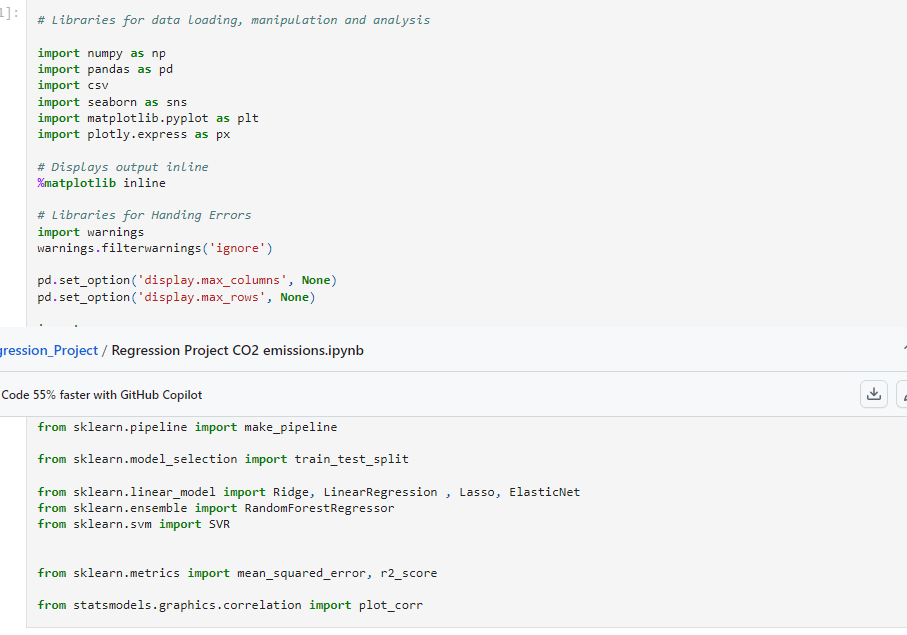 1]:
# Libraries for data loading, manipulation and analysis
import numpy as np
import pandas as pd
import csv
import seaborn as sns
import matplotlib.pyplot as plt
import plotly.express as px
# Displays output inline
%matplotlib inline
# Libraries for Handing Errors
import warnings
warnings.filterwarnings('ignore')
pd.set_option('display.max_columns', None)
pd.set_option('display.max_rows', None)
gression_Project / Regression Project CO2 emissions.ipynb
Code 55% faster with GitHub Copilot
from sklearn.pipeline import make_pipeline
from sklearn.model_selection import train_test_split
from sklearn.linear_model import Ridge, LinearRegression , Lasso, ElasticNet
from sklearn.ensemble import RandomForestRegressor
from sklearn.svm import SVR
from sklearn.metrics import mean_squared_error, r2_score
from statsmodels.graphics.correlation import plot_corr